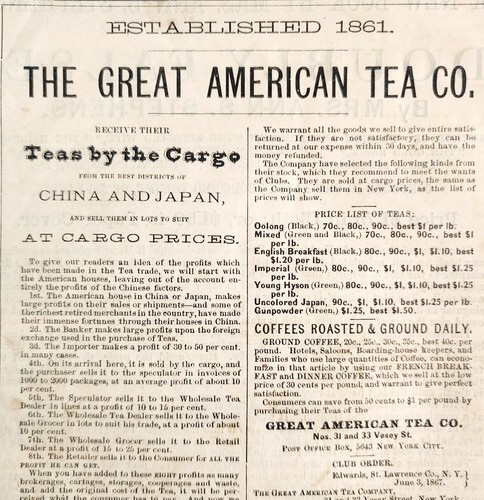 ESTABLISHED 1861.
THE GREAT AMERICAN TEA CO.
RECEIVE THEIR
Teas by the Cargo
FROM THE BEST DISTRICTS OF
CHINA AND JAPAN,
AND SELL THEM IN LOTS TO SUIT
AT CARGO PRICES.
To give our readers an idea of the profits which
have been made in the Tea trade, we will start with
the American houses, leaving out of the account en-
tirely the profits of the Chinese factors.
1st. The American house in China or Japan, makes
large profits on their sales or shipments—and some of
the richest retired merchants in the country, have made
their immense fortunes through their house in China.
2d. The Banker makes large profits upon the foreign
exchange used in the purchase of Teas.
3d. The Importer makes a profit of 30 to 50 per cent.
in many cases.
4th. On its arrival here, it is sold by the cargo, and
the purchaser sells it to the speculator in invoices of
1000 to 2000 packages, at an average profit of about 10
per cent.
5th. The Speculator sells it to the Wholesale Tea
Dealer in lines at a profit of 10 to 15 per cent.
6th. The Wholesale Tea Dealer sells it to the Whole-
sale Grocer in lots to suit his trade, at a profit of about
10 per cent.
7th. The Wholesale Grocer sells it to the Retail
Dealer at a profit of 15 to 25 per cent.
8th. The Retailer sells it to the Consumer for ALL THE
PROFIT HE CAN GET.
When you have added to these EIGHT profits as many
brokerages, cartages, storages, cooperages and waste,
and add the original cost of the Tea, it will be per-
We warrant all the goods we sell to give entire satis-
faction. If they are not satisfactory, they can be
returned at our expense within 30 days, and have the
money refunded.
The Company have selected the following kinds from
their stock, which they recommend to meet the wants
of Clubs. They are sold at cargo prices, the same as
the Company sell them in New York, as the list of
prices will show.
PRICE LIST OF TEAS:
Oolong (Black,) 70c., 80c., 90c., best $1 per lb.
Mixed (Green and Black,) 70c., 80c., 90c., best $1
per lb.
English Breakfast (Black,) 80c., 90c., $1, $1.10, best
$1.20 per lb.
Imperial (Green,) 80c., 90c., $1, $1.10, best $1.25
per lb.
Young Hyson (Green,) 80c., 90c., $1, $1.10, best $1.25
per lb.
Uncolored Japan, 90c., $1, $1.10, best $1.25 per lb.
Gunpowder (Green,) $1.25, best $1.50.
COFFEES ROASTED & GROUND DAILY.
GROUND COFFEE, 20c., 25c., 30c., 35c., best 40c. per
pound. Hotels, Saloons, Boarding-house Keepers, and
Families who use large quantities of Coffee, can econo-
mize in that article by using our FRENCH BREAK-
FAST and DINNER COFFEE, which we sell at the low
price of 30 cents per pound, and warrant to give perfect
satisfaction.
Consumers can save from 50 cents to $1 per pound by
purchasing their Teas of the
GREAT AMERICAN TEA CO.
Nos. 31 and 33 Vesey St.
POST OFFICE BOX, 5643 NEW YORK CITY.
CLUB ORDER.
Edwards, St. Lawrence Co., N. Y.
June 3, 1867.
THE GREAT AMERICAN TEA COMPANY,